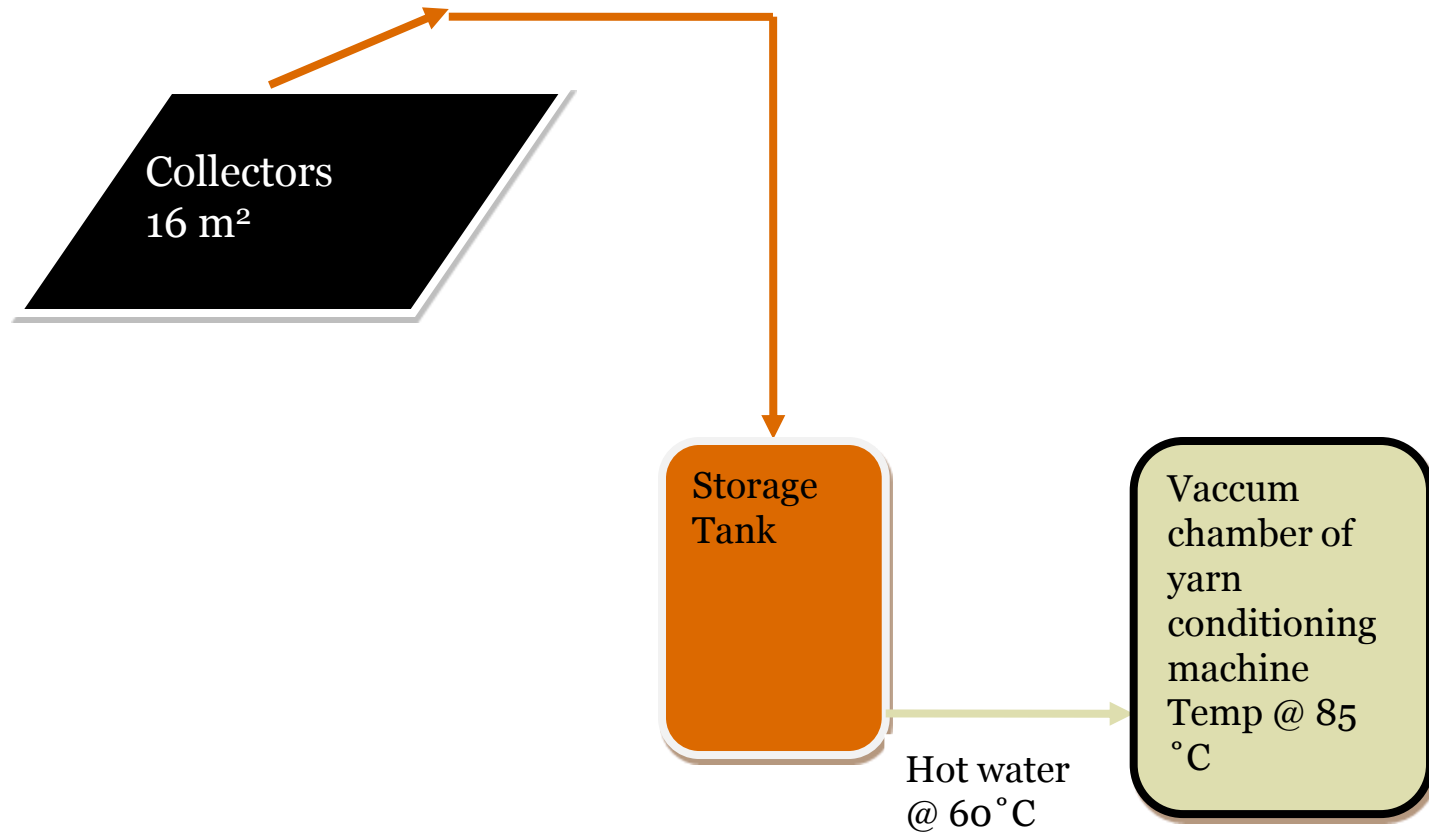 Collectors
16 m²
Storage
Tank
Vaccum
chamber of
yarn
conditioning
machine
Temp @ 85
˚C
Hot water
@ 60˚C